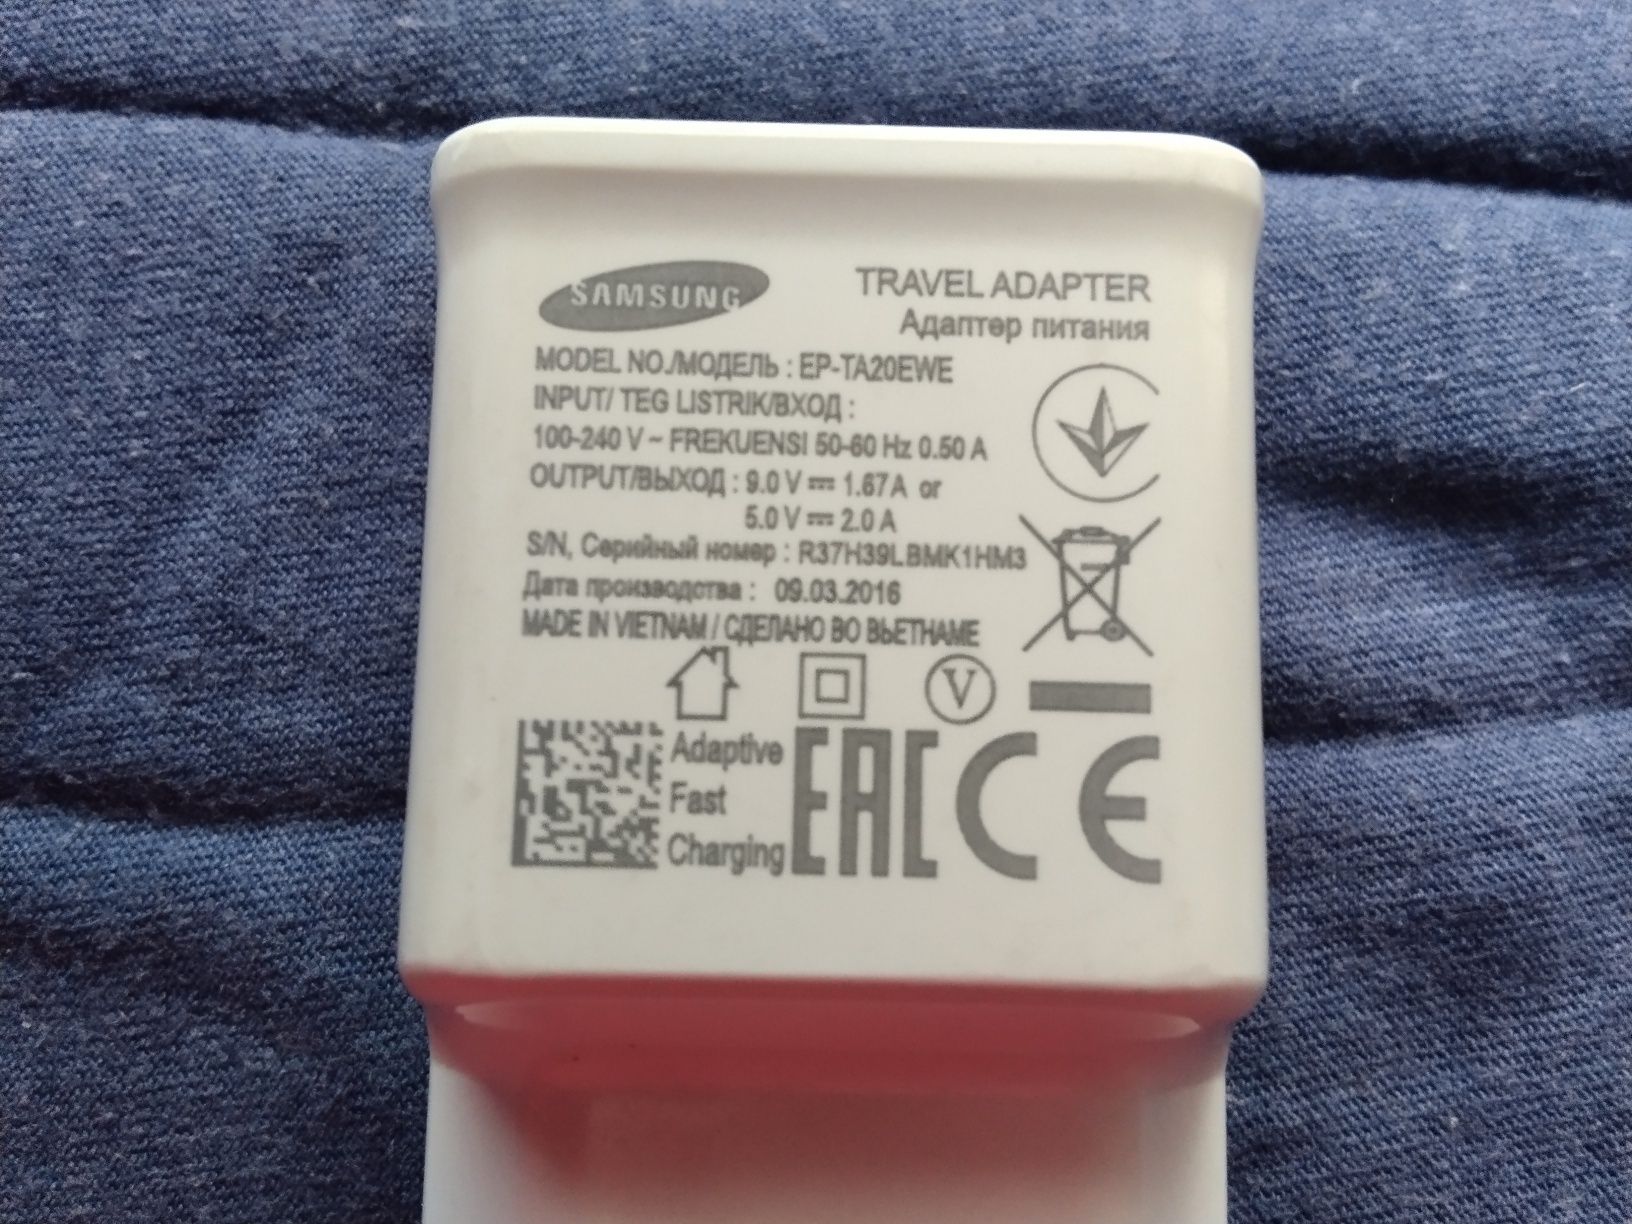 SAMSUNG
TRAVEL ADAPTER
Адаптер питания
MODEL NO./МОДЕЛЬ : EP-TA20EWE
INPUT/ TEG LISTRIK/ВХОД :
100-240 V ~ FREKUENSI 50-60 Hz 0.50 A
OUTPUT/ВЫХОД : 9.0 V ⎓ 1.67 A or
5.0 V ⎓ 2.0 A
S/N, Серийный номер : R37H39LBMK1HM3
Дата производства : 09.03.2016
MADE IN VIETNAM / СДЕЛАНО ВО ВЬЕТНАМЕ
V
Adaptive
Fast
Charging
EAC CE